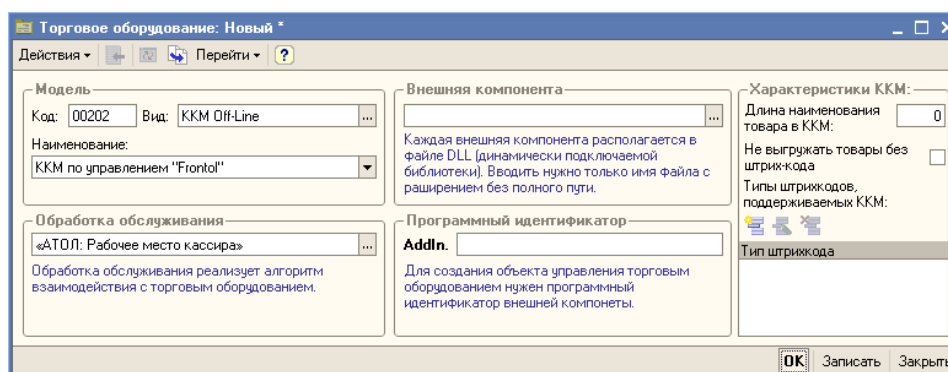 Торговое оборудование: Новый *
Действия Перейти ?
Модель
Код: 00202 Вид: ККМ Off-Line ...
Наименование:
ККМ по управлением "Frontol"
Обработка обслуживания
«АТОЛ: Рабочее место кассира» ...
Обработка обслуживания реализует алгоритм
взаимодействия с торговым оборудованием.
Внешняя компонента
...
Каждая внешняя компонента располагается в
файле DLL (динамически подключаемой
библиотеки). Вводить нужно только имя файла с
раширением без полного пути.
Программный идентификатор
AddIn.
Для создания объекта управления торговым
оборудованием нужен программный
идентификатор внешней компонеты.
Характеристики ККМ:
Длина наименования
товара в ККМ: 0
Не выгружать товары без
штрих-кода
Типы штрихкодов,
поддерживаемых ККМ:
Тип штрихкода
OK Записать Закрыть